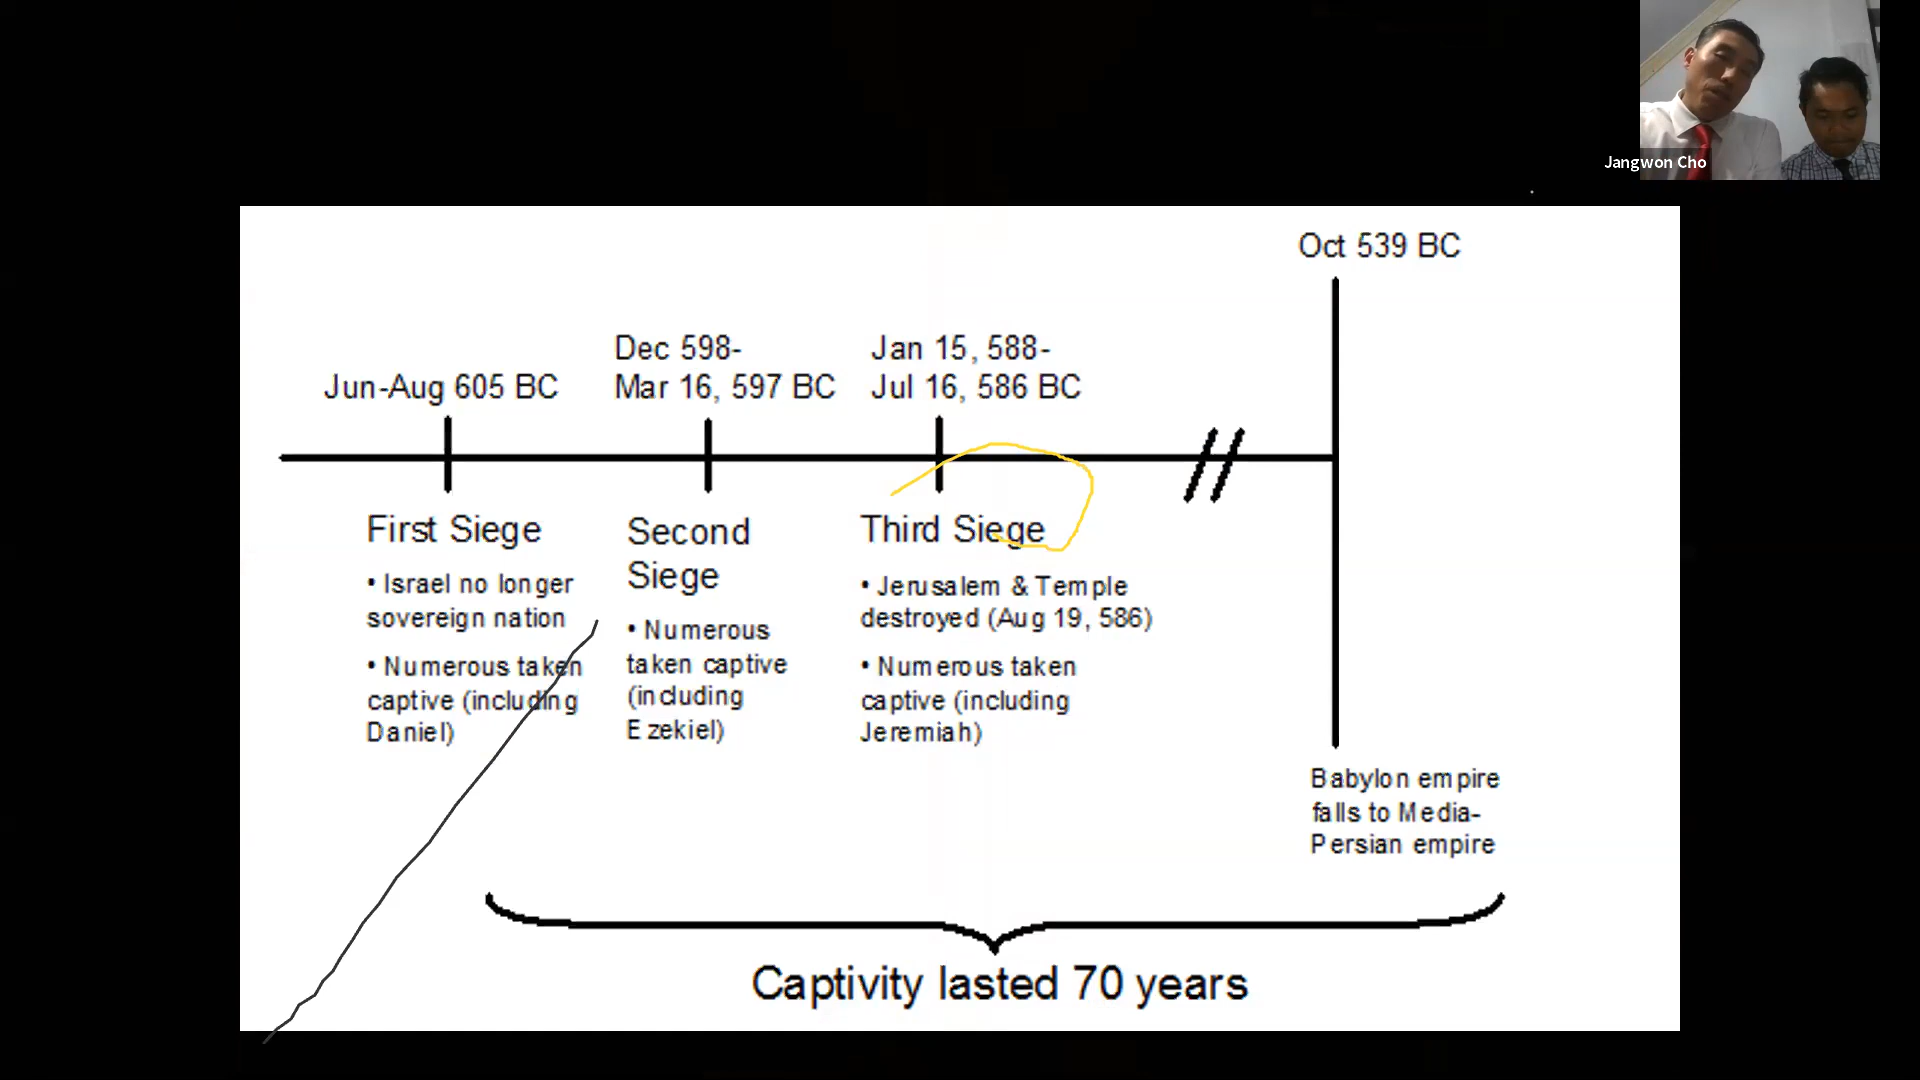 Jangwon Cho
Oct 539 BC
Dec 598-
Mar 16, 597 BC
Jan 15, 588-
Jul 16, 586 BC
Jun-Aug 605 BC
First Siege
• Israel no longer
sovereign nation
• Numerous taken
captive (including
Daniel)
Second
Siege
• Numerous
taken captive
(including
Ezekiel)
Third Siege
• Jerusalem & Temple
destroyed (Aug 19, 586)
• Numerous taken
captive (including
Jeremiah)
Babylon empire
falls to Media-
Persian empire
Captivity lasted 70 years